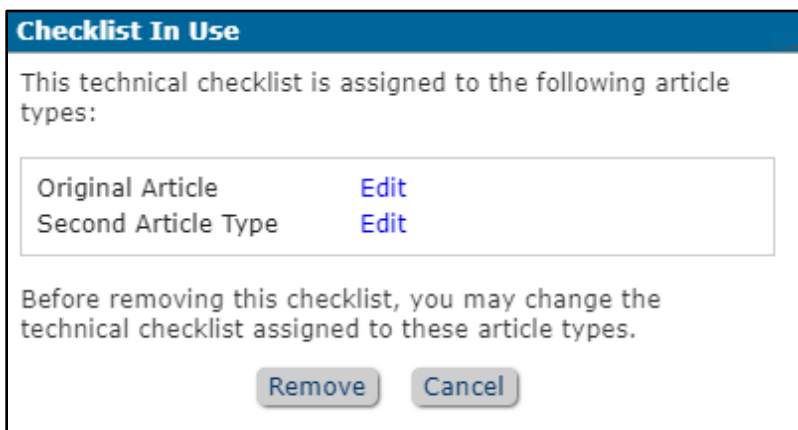 Checklist In Use
This technical checklist is assigned to the following article
types:
Original Article Edit
Second Article Type Edit
Before removing this checklist, you may change the
technical checklist assigned to these article types.
Remove Cancel